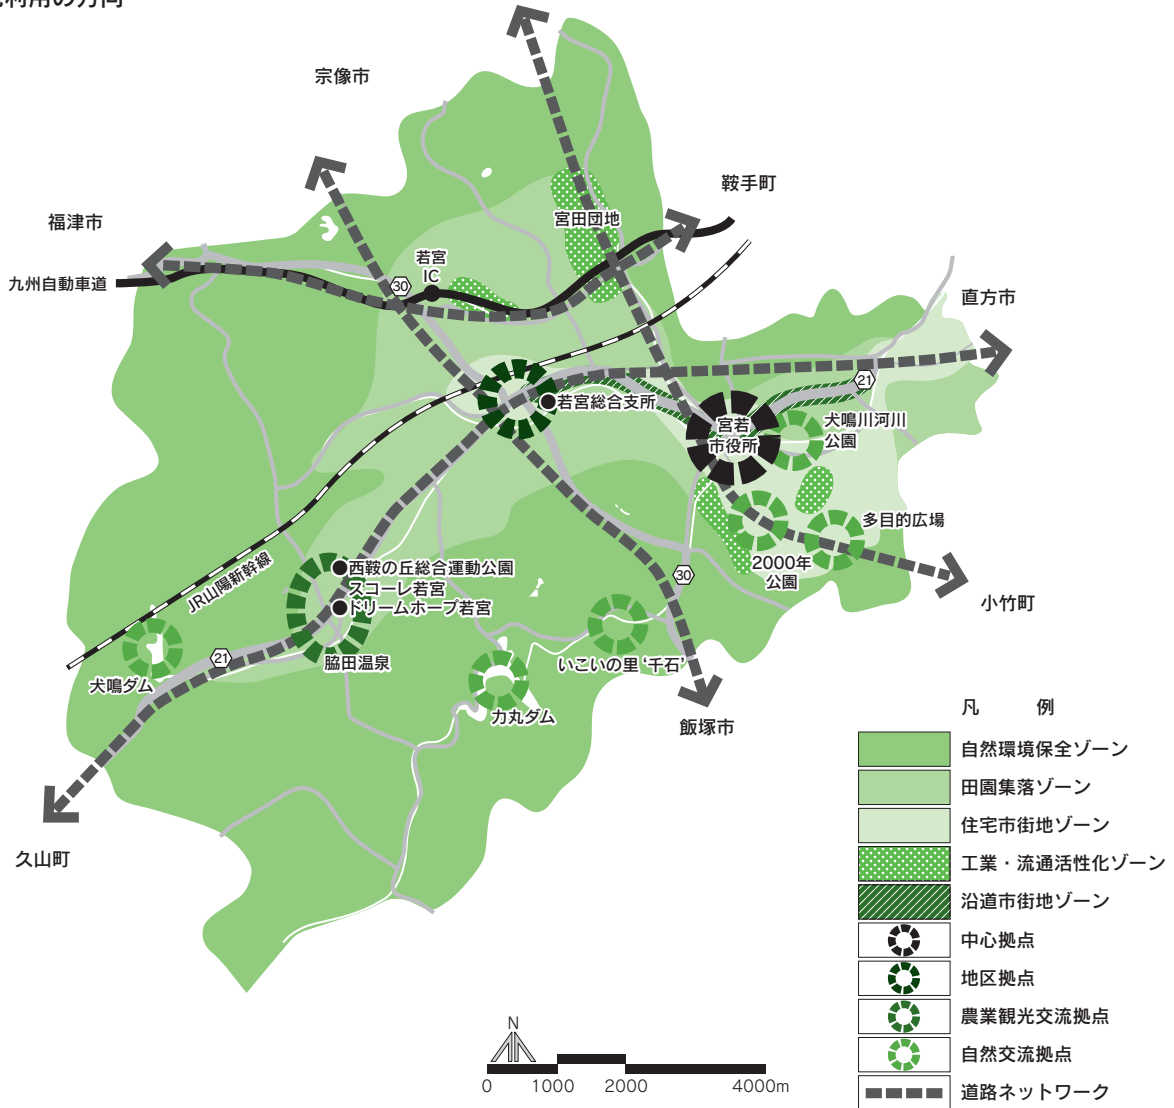 利用の方向
宗像市
鞍手町
宮田団地
福津市
若宮
IC
九州自動車道
30
直方市
21
若宮総合支所
宮若
市役所
犬鳴川河川
公園
多目的広場
西鞍の丘総合運動公園
スコーレ若宮
ドリームホープ若宮
2000年
公園
30
JR山陽新幹線
小竹町
21
脇田温泉
いこいの里‘千石’
犬鳴ダム
力丸ダム
飯塚市
久山町
凡 例
自然環境保全ゾーン
田園集落ゾーン
住宅市街地ゾーン
工業・流通活性化ゾーン
沿道市街地ゾーン
中心拠点
地区拠点
農業観光交流拠点
自然交流拠点
道路ネットワーク
N
0 1000 2000 4000m